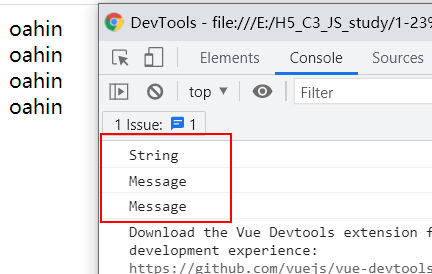 oahin
oahin
oahin
oahin
DevTools - file:///E:/H5_C3_JS_study/1-239
Elements
Console
top
Filter
1 Issue: 1
String
Message
Message
Download the Vue Devtools extension f
development experience:
https://github.com/vuejs/vue-devtools